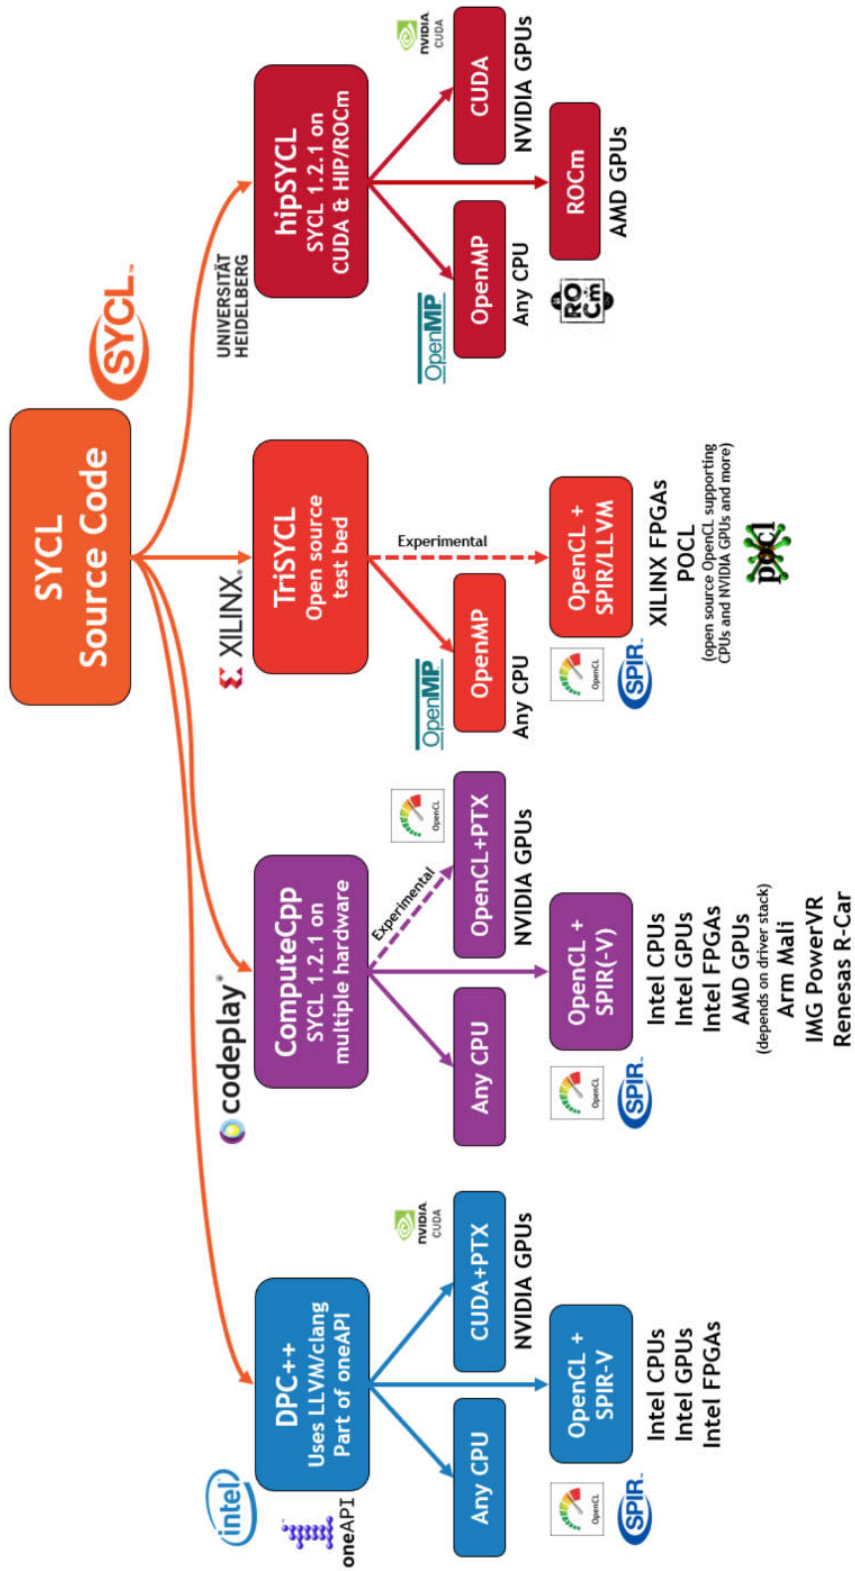 SYCL
Source Code
SYCL™
intel
oneAPI
DPC++
Uses LLVM/clang
Part of oneAPI
Any CPU
NVIDIA
CUDA
CUDA+PTX
NVIDIA GPUs
OpenCL
SPIR™
OpenCL +
SPIR-V
Intel CPUs
Intel GPUs
Intel FPGAs
codeplay®
ComputeCpp
SYCL 1.2.1 on
multiple hardware
Any CPU
Experimental
OpenCL
OpenCL+PTX
NVIDIA GPUs
OpenCL
SPIR™
OpenCL +
SPIR(-V)
Intel CPUs
Intel GPUs
Intel FPGAs
AMD GPUs
(depends on driver stack)
Arm Mali
IMG PowerVR
Renesas R-Car
XILINX®
TriSYCL
Open source
test bed
OpenMP
OpenMP
Any CPU
Experimental
OpenCL
SPIR™
OpenCL +
SPIR/LLVM
XILINX FPGAs
POCL
(open source OpenCL supporting
CPUs and NVIDIA GPUs and more)
pocl
UNIVERSITÄT
HEIDELBERG
hipSYCL
SYCL 1.2.1 on
CUDA & HIP/ROCm
OpenMP
OpenMP
Any CPU
NVIDIA
CUDA
CUDA
NVIDIA GPUs
ROCm
ROCm
AMD GPUs